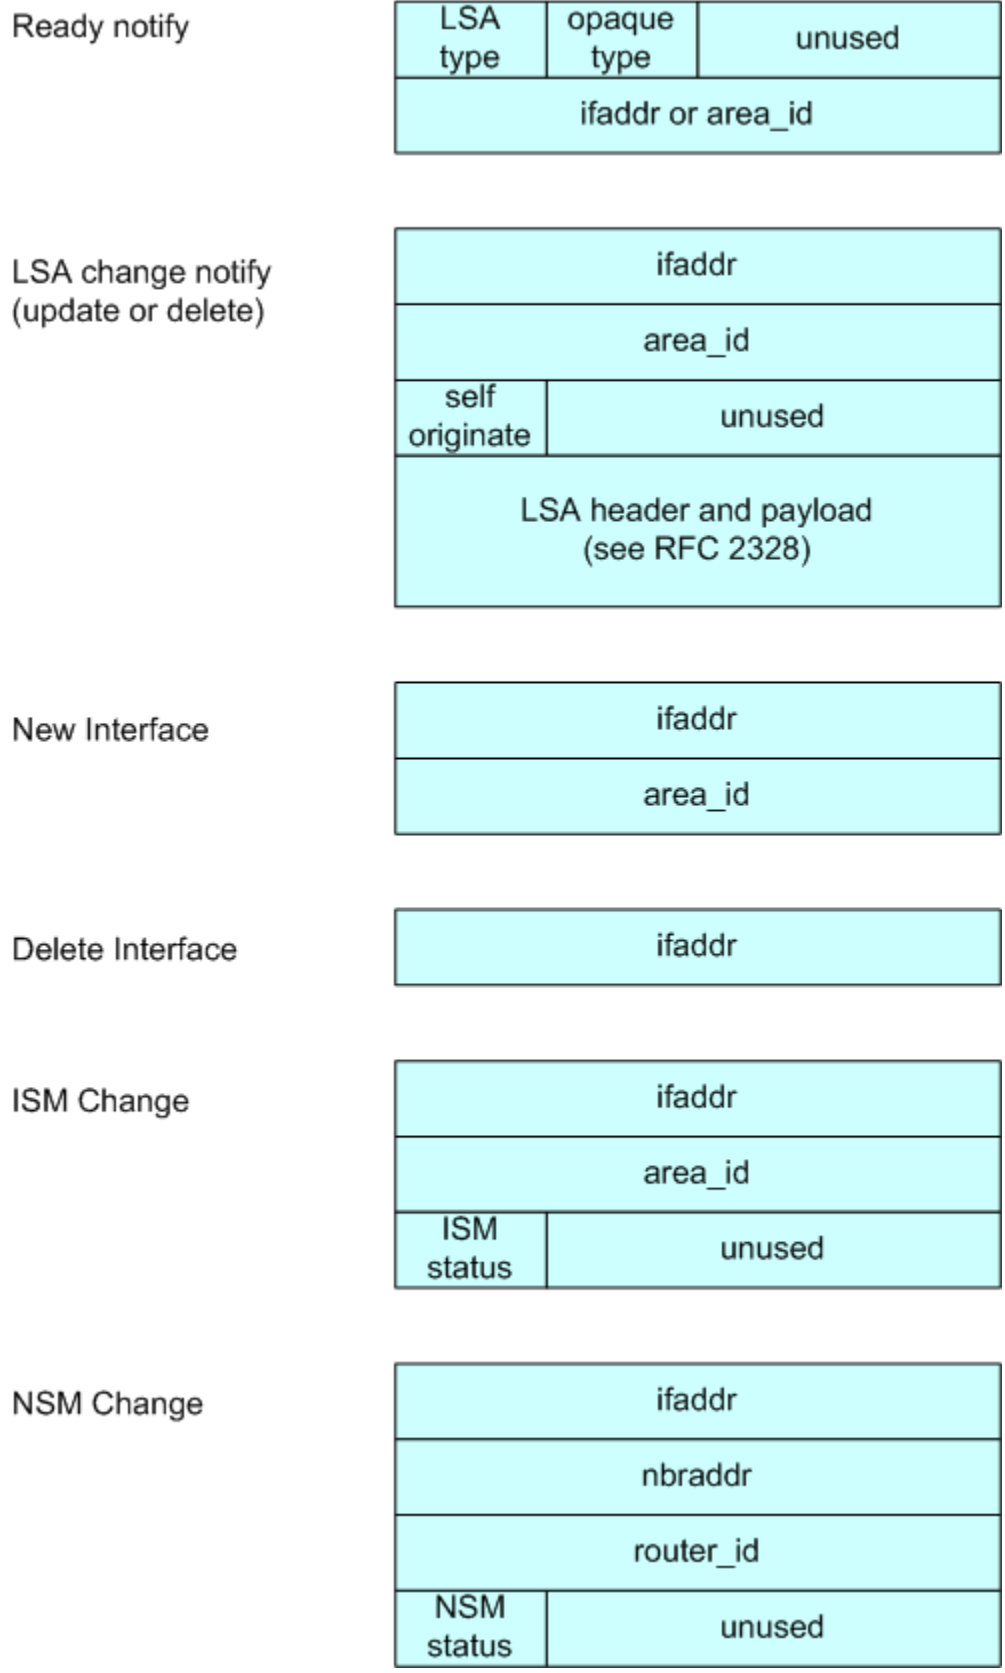 Ready notify
LSA
type
opaque
type
unused
ifaddr or area_id
LSA change notify
(update or delete)
ifaddr
area_id
self
originate
unused
LSA header and payload
(see RFC 2328)
New Interface
ifaddr
area_id
Delete Interface
ifaddr
ISM Change
ifaddr
area_id
ISM
status
unused
NSM Change
ifaddr
nbraddr
router_id
NSM
status
unused